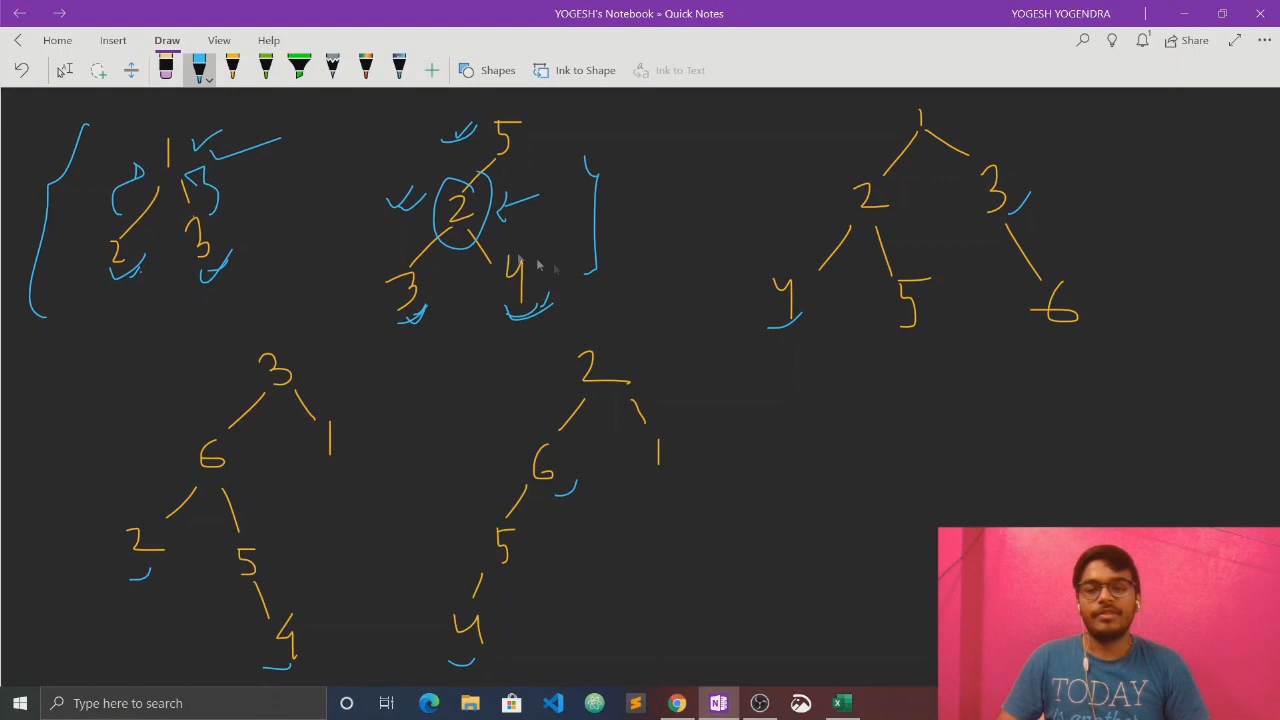 YOGESH's Notebook » Quick Notes
YOGESH YOGENDRA
Home
Insert
Draw
View
Help
Share
Shapes
Ink to Shape
Ink to Text
1
2 3
5
2
3 4
1
2 3
4 5 6
3
6 1
2 5
4
2
6 1
5
4
TODAY
is another
Type here to search